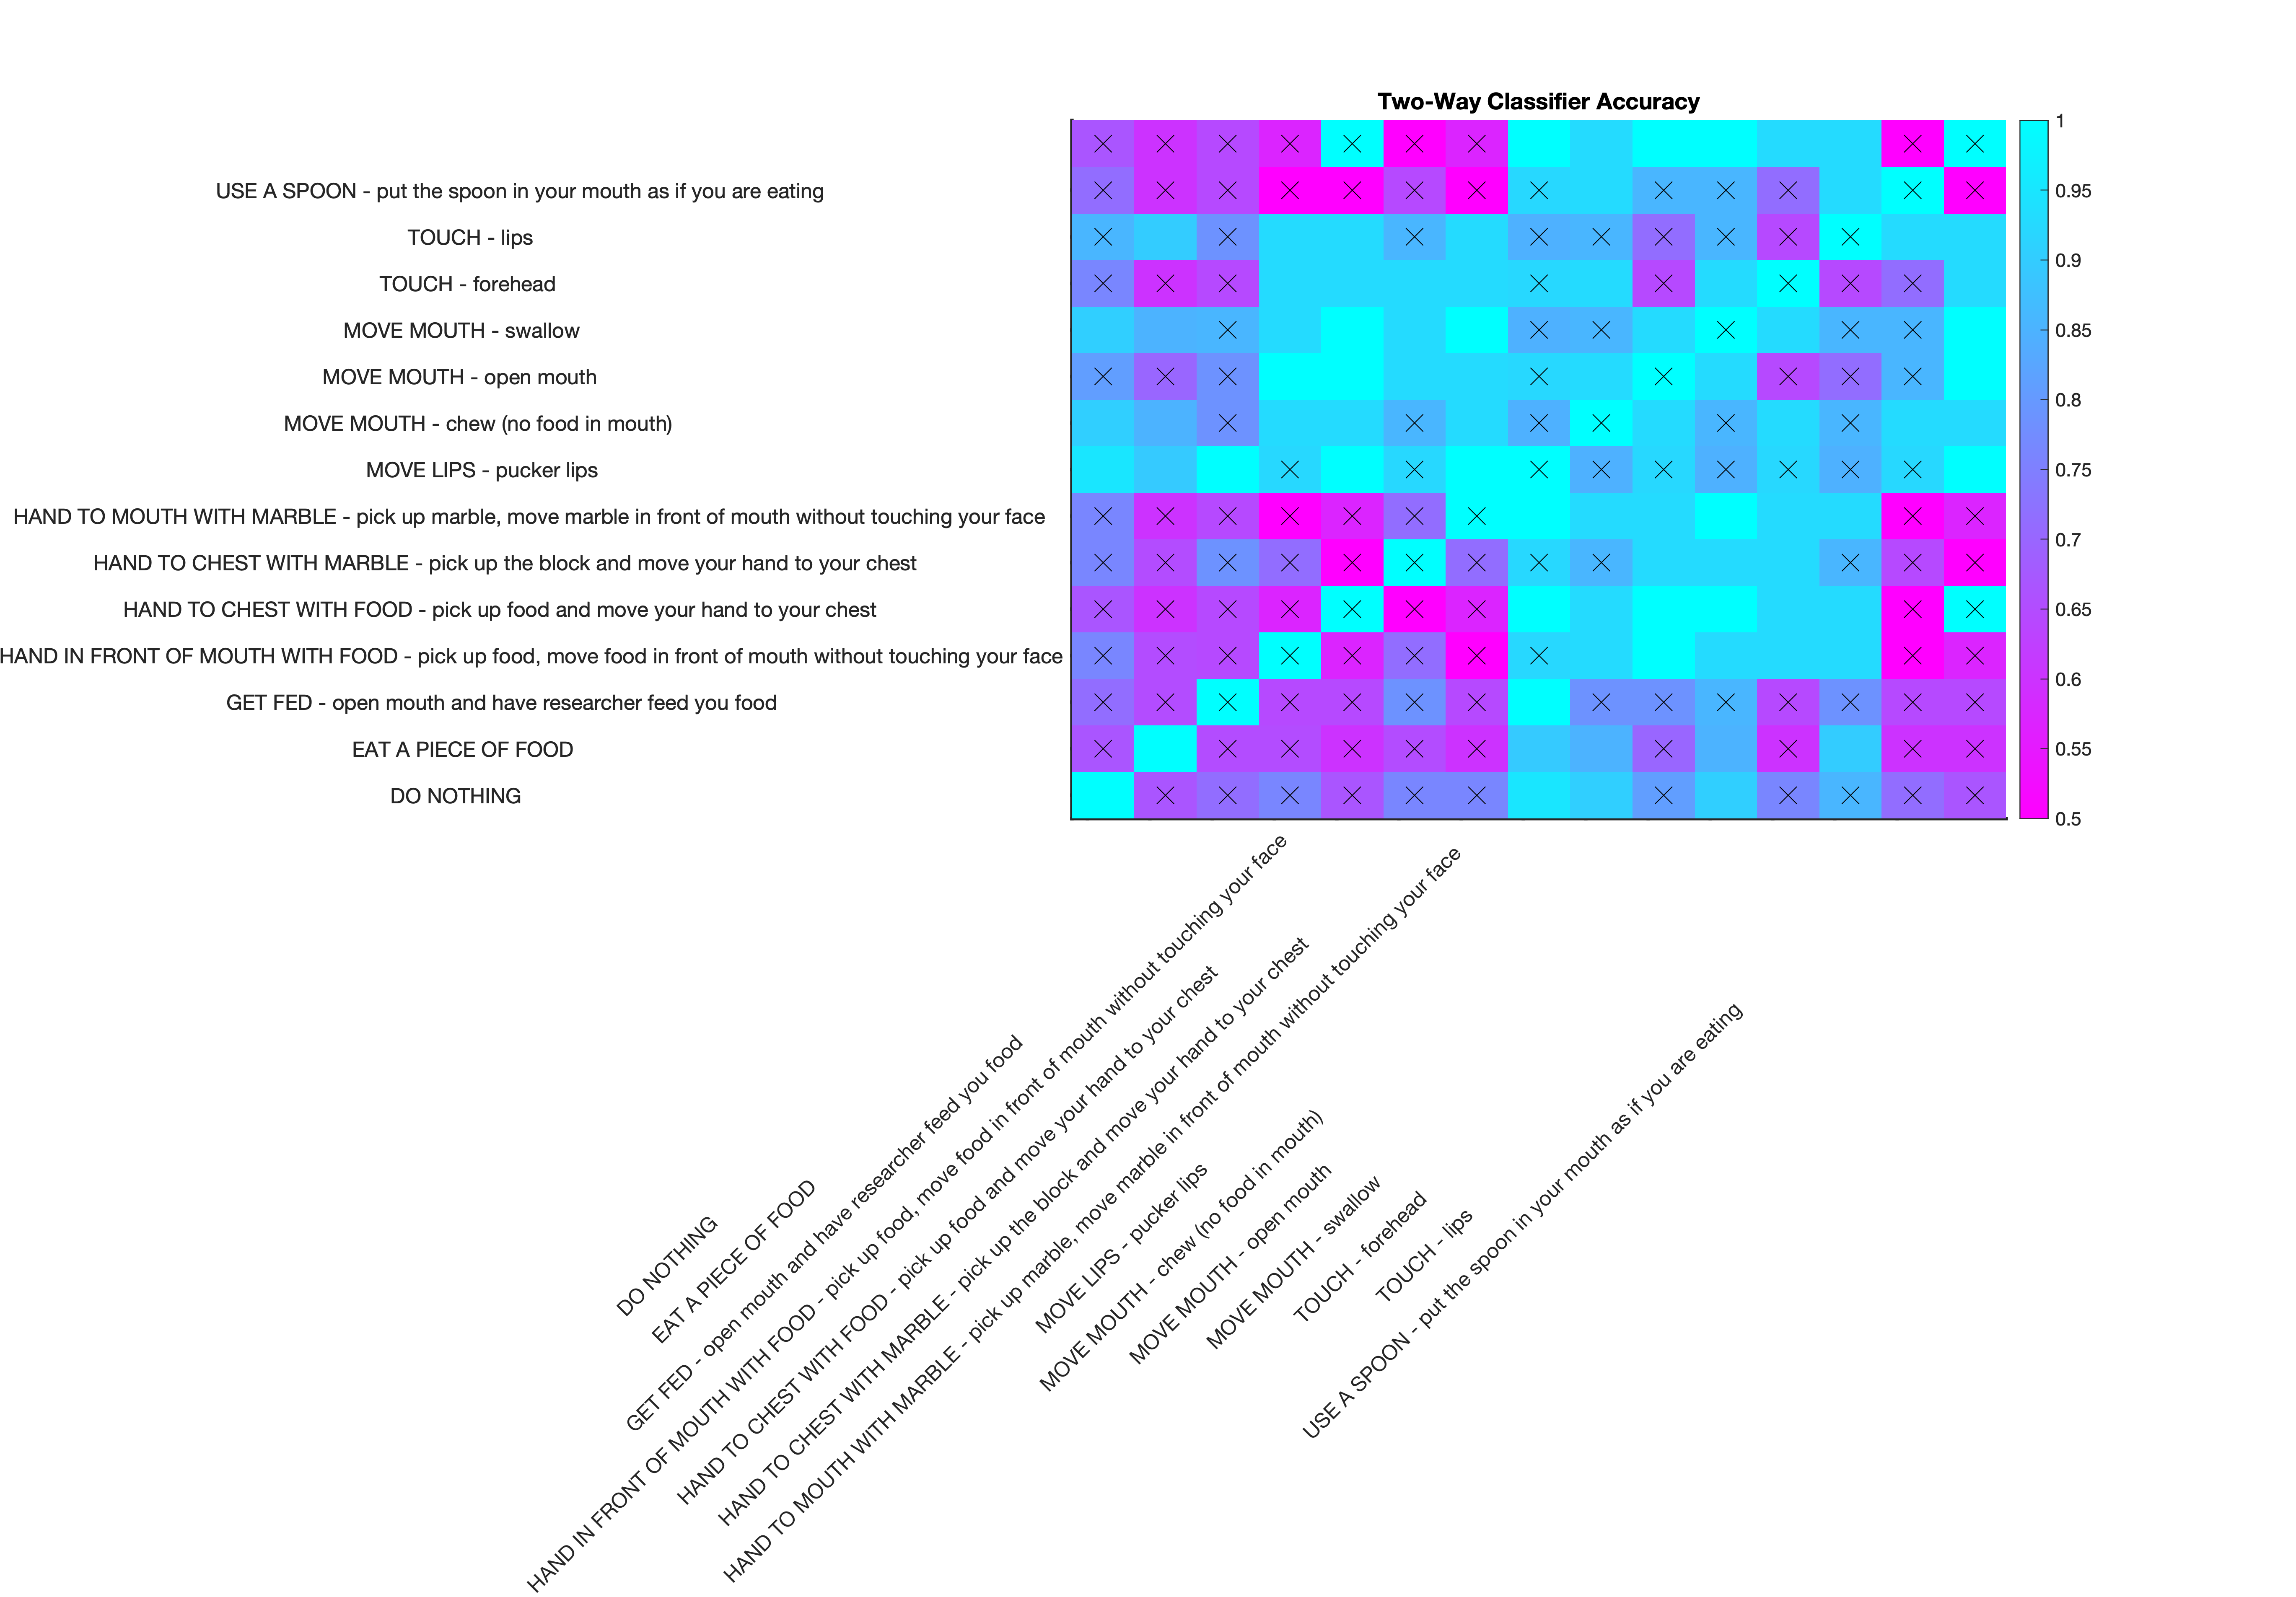 Two-Way Classifier Accuracy
USE A SPOON - put the spoon in your mouth as if you are eating
TOUCH - lips
TOUCH - forehead
MOVE MOUTH - swallow
MOVE MOUTH - open mouth
MOVE MOUTH - chew (no food in mouth)
MOVE LIPS - pucker lips
HAND TO MOUTH WITH MARBLE - pick up marble, move marble in front of mouth without touching your face
HAND TO CHEST WITH MARBLE - pick up the block and move your hand to your chest
HAND TO CHEST WITH FOOD - pick up food and move your hand to your chest
HAND IN FRONT OF MOUTH WITH FOOD - pick up food, move food in front of mouth without touching your face
GET FED - open mouth and have researcher feed you food
EAT A PIECE OF FOOD
DO NOTHING
1
0.95
0.9
0.85
0.8
0.75
0.7
0.65
0.6
0.55
0.5
DO NOTHING
EAT A PIECE OF FOOD
GET FED - open mouth and have researcher feed you food
HAND IN FRONT OF MOUTH WITH FOOD - pick up food, move food in front of mouth without touching your face
HAND TO CHEST WITH FOOD - pick up food and move your hand to your chest
HAND TO CHEST WITH MARBLE - pick up the block and move your hand to your chest
HAND TO MOUTH WITH MARBLE - pick up marble, move marble in front of mouth without touching your face
MOVE LIPS - pucker lips
MOVE MOUTH - chew (no food in mouth)
MOVE MOUTH - open mouth
MOVE MOUTH - swallow
TOUCH - forehead
TOUCH - lips
USE A SPOON - put the spoon in your mouth as if you are eating